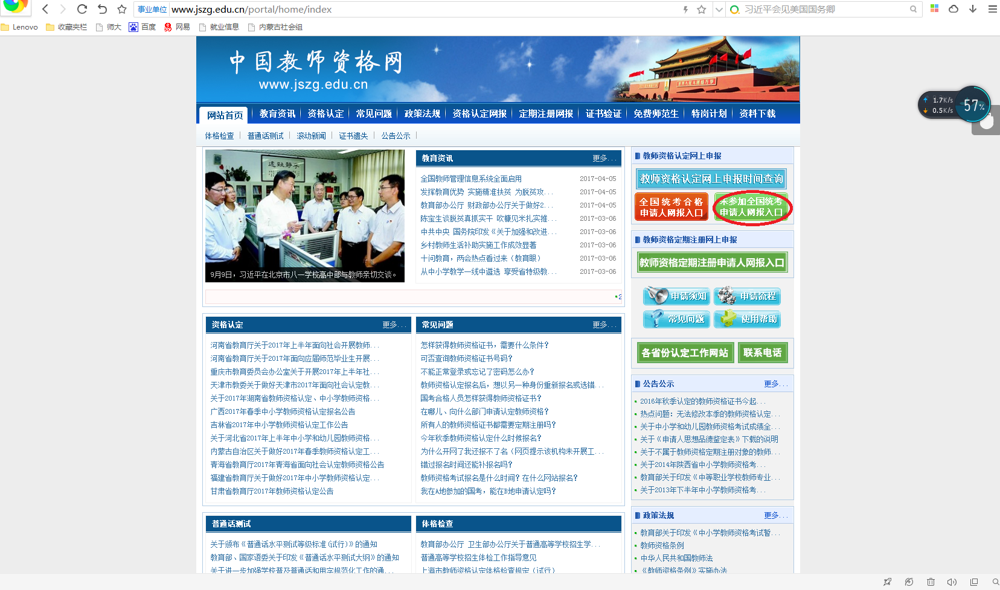 事业单位 www.jszg.edu.cn/portal/home/index 习近平会见美国国务卿
Lenovo 收藏夹栏 师大 百度 网易 就业信息 内蒙古社会组
中国教师资格网
www.jszg.edu.cn
1.7K/s
0.5K/s
57%
网站首页 教育资讯 资格认定 常见问题 政策法规 资格认定网报 定期注册网报 证书验证 免费师范生 特岗计划 资料下载
体格检查 普通话测试 滚动新闻 证书遗失 公告公示
9月9日，习近平在北京市八一学校高中部与教师亲切交谈。
教育资讯 更多...
全国教师管理信息系统全面启用 2017-04-05
发挥教育优势 实施精准扶贫 为脱贫攻... 2017-04-05
教育部办公厅 财政部办公厅关于做好2... 2017-04-05
陈宝生谈脱贫真抓实干 吹糠见米扎实推... 2017-03-06
中共中央 国务院印发《关于加强和改进... 2017-03-06
乡村教师生活补助实施工作成效显著 2017-03-06
十问教育，两会热点看过来（教育眼） 2017-03-06
从中小学教学一线中遴选 享受省特级教... 2017-03-06
2
教师资格认定网上申报
教师资格认定网上申报时间查询
全国统考合格
申请人网报入口
未参加全国统考
申请人网报入口
教师资格定期注册网上申报
教师资格定期注册申请人网报入口
申请须知 申请流程
常见问题 使用帮助
各省份认定工作网站 联系电话
资格认定 更多...
河南省教育厅关于2017年上半年面向社会开展教师...
河南省教育厅关于2017年面向应届师范毕业生开展...
重庆市教育委员会办公室关于开展2017年上半年社...
天津市教委关于做好天津市2017年面向社会认定教...
关于2017年湖南省教师资格认定、中小学教师资格...
广西2017年春季中小学教师资格认定报名公告
吉林省2017年中小学教师资格认定工作公告
关于河北省2017年上半年中小学和幼儿园教师资格...
内蒙古自治区关于做好2017年春季教师资格认定工...
青海省教育厅2017年青海省面向社会认定教师资格公告
福建省教育厅关于做好2017年中小学教师资格认定...
甘肃省教育厅2017年教师资格认定公告
常见问题 更多...
怎样获得教师资格证书，需要什么条件？
可否查询教师资格证书号码？
不能正常登录或忘记了密码怎么办？
教师资格认定报名后，想以另一种身份重新报名或选错...
国考合格人员怎样获得教师资格证书？
在哪儿、向什么部门申请认定教师资格？
所有人的教师资格证书都需要定期注册吗？
今年秋季教师资格认定什么时候报名？
为什么开网了我还报不了名（网页提示该机构未开展工...
错过报名时间还能补报名吗？
教师资格考试报名是什么时间？在什么网站报名？
我在A地参加的国考，能在B地申请认定吗？
公告公示 更多...
2016年秋季认定的教师资格证书今起...
热点问题：无法修改本季的教师资格认定...
关于中小学和幼儿园教师资格考试成绩全...
关于《申请人思想品德鉴定表》下载的说明
关于不属于教师资格定期注册对象的教师...
关于2014年陕西省中小学教师资格考...
教育部关于印发《中等职业学校教师专业...
关于2013年下半年中小学教师资格考...
普通话测试
关于颁布《普通话水平测试等级标准(试行)》的通知
教育部、国家语委关于印发《普通话水平测试大纲》的通知
关于进一步加强学校普及普通话和用字规范化工作的通...
体格检查
教育部办公厅 卫生部办公厅关于普通高等学校招生学...
普通高等学校招生体检工作指导意见
上海市教师资格认定体格检查规定（试行）
政策法规 更多...
教育部关于印发《中小学教师资格考试暂...
教师资格条例
中华人民共和国教师法
《教师资格条例》实施办法